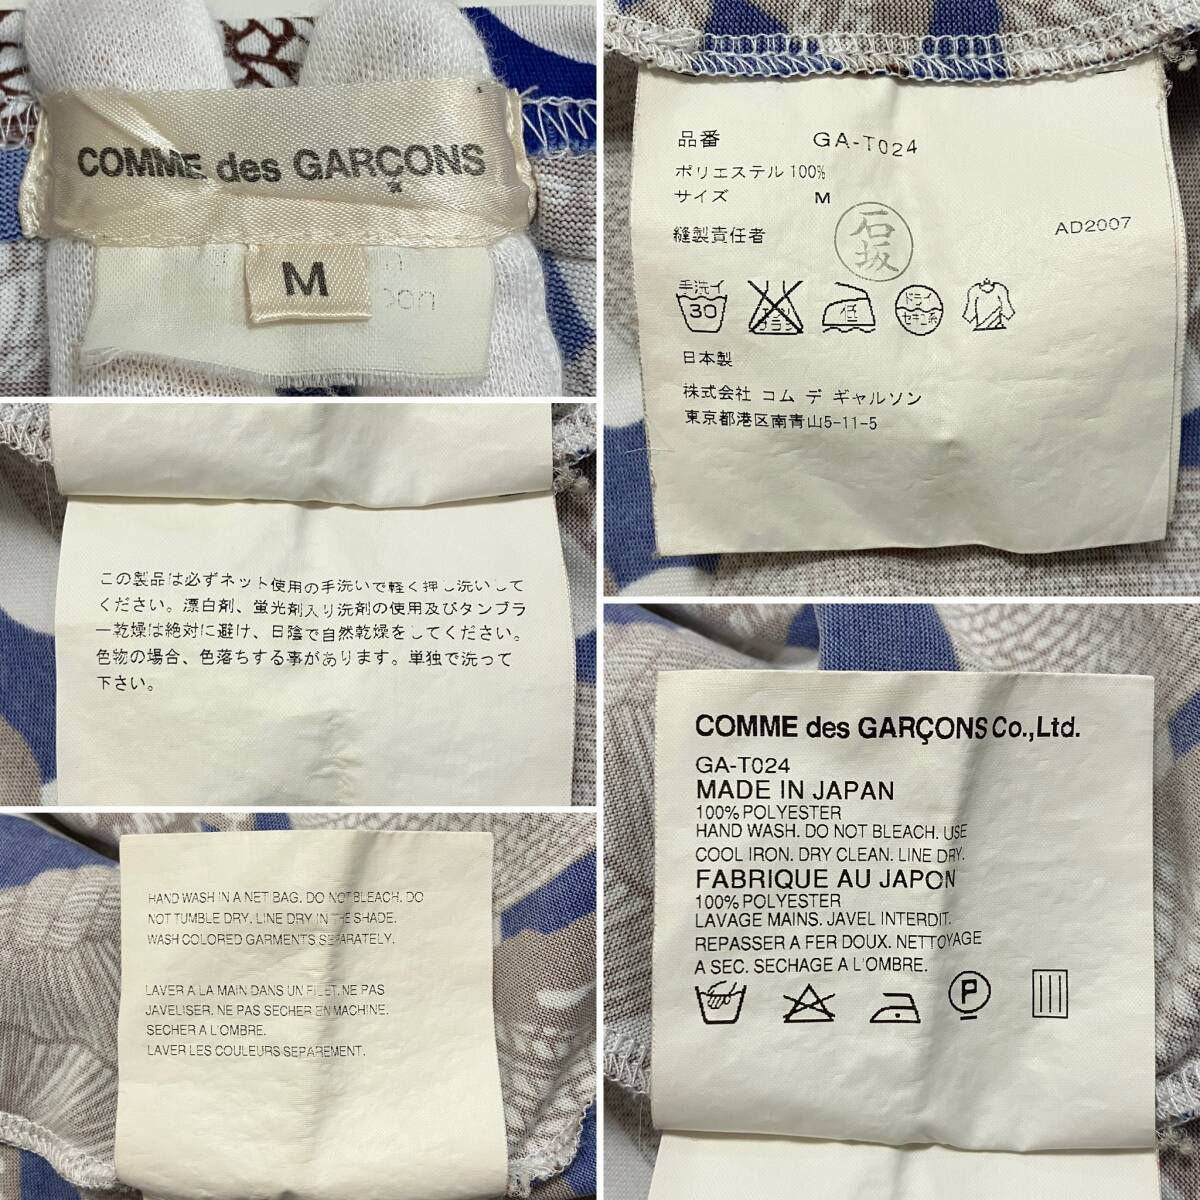 COMME des GARÇONS
M
品番 GA-T024
ポリエステル 100%
サイズ M
縫製責任者 石坂 AD2007
手洗イ 30 エンソサラシ 低 ドライ セキユ系
日本製
株式会社 コム デ ギャルソン
東京都港区南青山5-11-5
この製品は必ずネット使用の手洗いで軽く押し洗いして
ください。漂白剤、蛍光剤入り洗剤の使用及びタンブラ
ー乾燥は絶対に避け、日陰で自然乾燥をしてください。
色物の場合、色落ちする事があります。単独で洗って
下さい。
COMME des GARÇONS Co.,Ltd.
GA-T024
MADE IN JAPAN
100% POLYESTER
HAND WASH. DO NOT BLEACH. USE
COOL IRON. DRY CLEAN. LINE DRY.
FABRIQUE AU JAPON
100% POLYESTER
LAVAGE MAINS. JAVEL INTERDIT.
REPASSER A FER DOUX. NETTOYAGE
A SEC. SECHAGE A L'OMBRE.
P
HAND WASH IN A NET BAG. DO NOT BLEACH. DO
NOT TUMBLE DRY. LINE DRY IN THE SHADE.
WASH COLORED GARMENTS SEPARATELY.
LAVER A LA MAIN DANS UN FILET. NE PAS
JAVELISER. NE PAS SECHER EN MACHINE.
SECHER A L'OMBRE.
LAVER LES COULEURS SEPAREMENT.